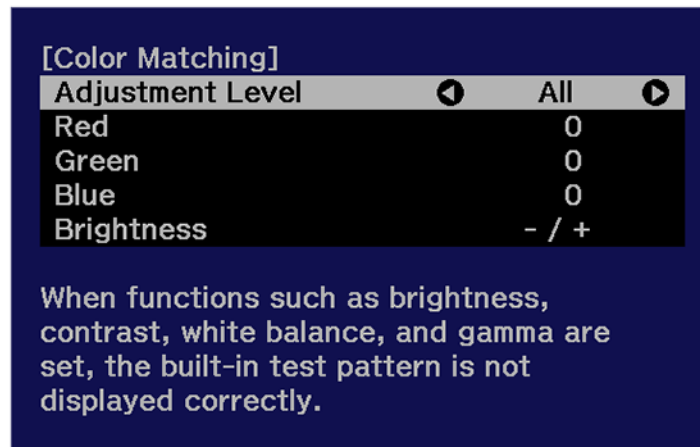 [Color Matching]
Adjustment Level All
Red 0
Green 0
Blue 0
Brightness - / +
When functions such as brightness,
contrast, white balance, and gamma are
set, the built-in test pattern is not
displayed correctly.